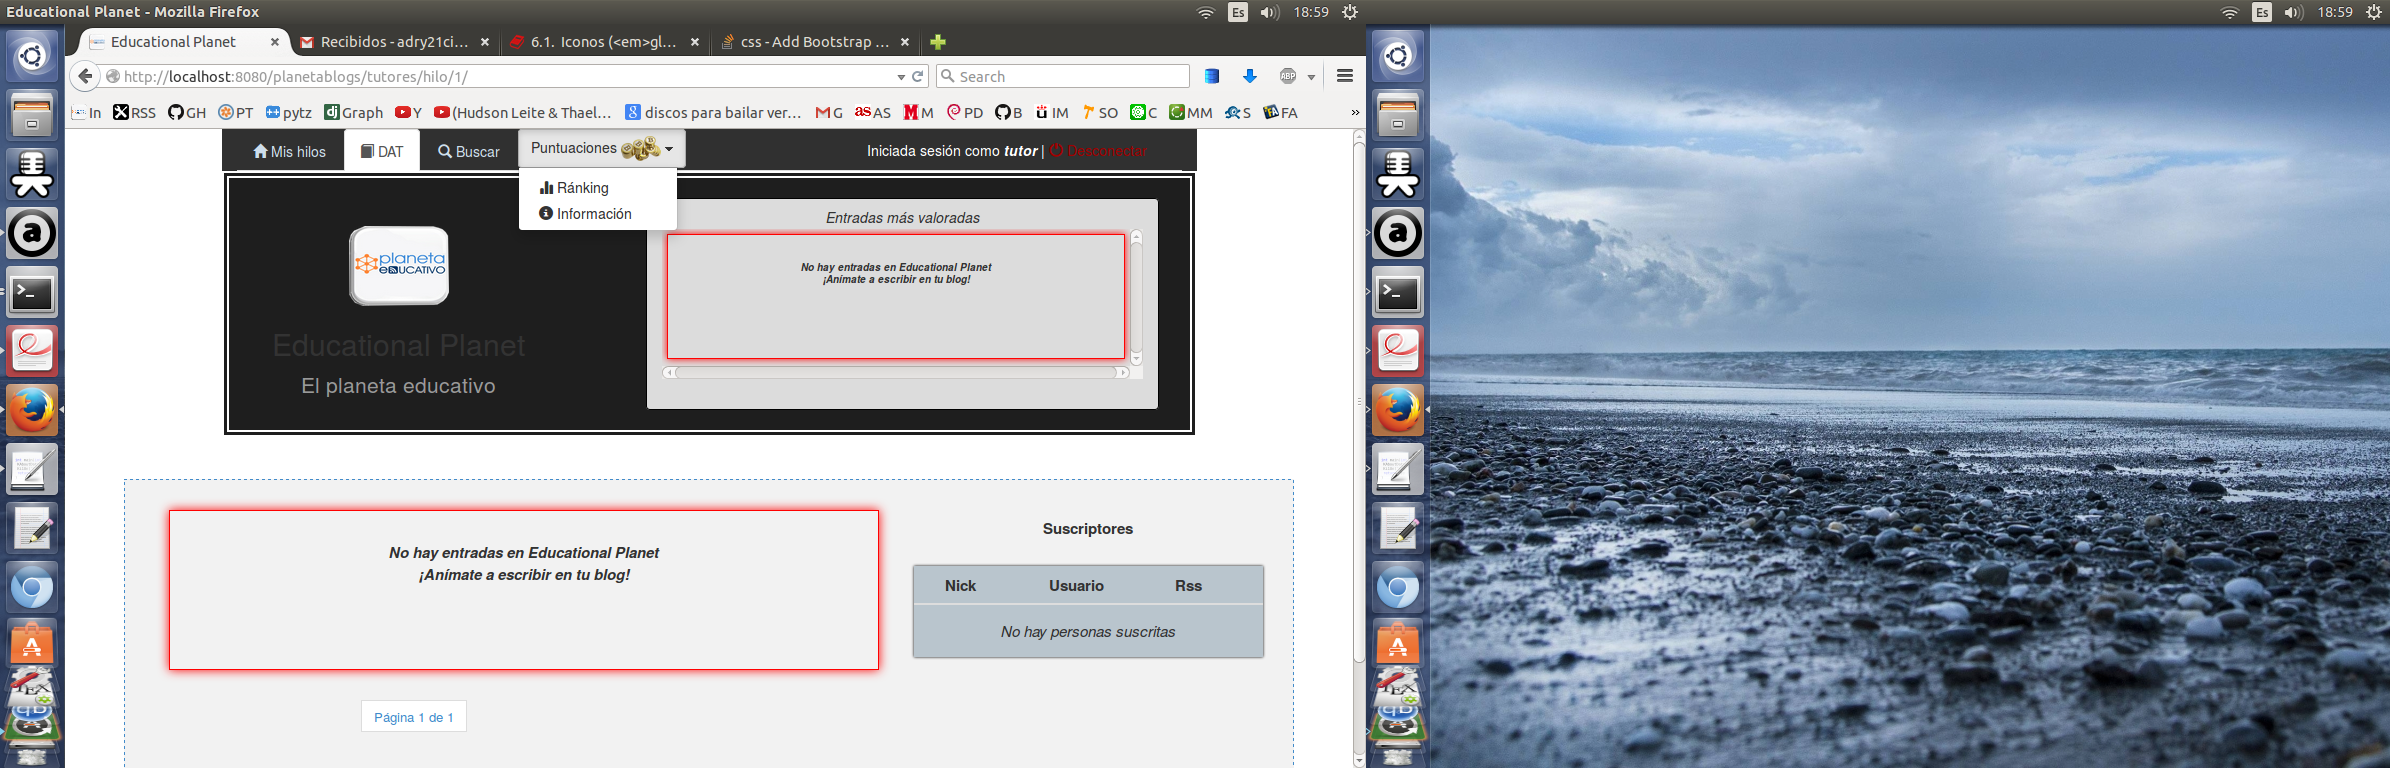 Educational Planet - Mozilla Firefox
Es
18:59
Es
18:59
Educational Planet
Recibidos - adry21ci...
6.1. Iconos (<em>gl...
css - Add Bootstrap ...
http://localhost:8080/planetablogs/tutores/hilo/1/
Search
ABP
In
RSS
GH
PT
pytz
dj Graph
Y
(Hudson Leite & Thael...
g discos para bailar ver...
G
as AS
M M
PD
B
ü IM
SO
C
MM
S
FA
»
Mis hilos
DAT
Buscar
Puntuaciones
Iniciada sesión como tutor | Desconectar
Ránking
Información
Entradas más valoradas
No hay entradas en Educational Planet
¡Anímate a escribir en tu blog!
planeta
eDUCATIVO
Educational Planet
El planeta educativo
No hay entradas en Educational Planet
¡Anímate a escribir en tu blog!
Página 1 de 1
Suscriptores
Nick Usuario Rss
No hay personas suscritas